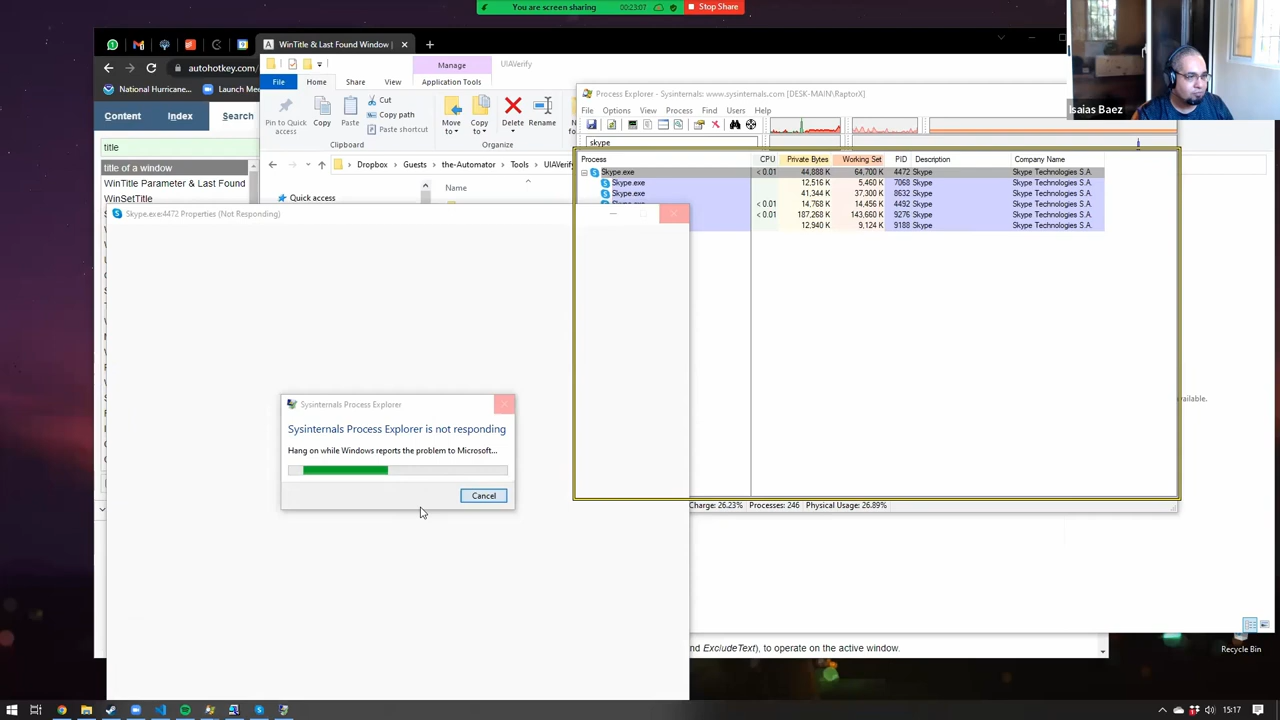 You are screen sharing
00:23:07
Stop Share
WinTitle & Last Found Window |
autohotkey.com
National Hurricane...
Launch Mee
Content
Index
Search
title
title of a window
WinTitle Parameter & Last Found
WinSetTitle
Manage
UIAVerify
File
Home
Share
View
Application Tools
Pin to Quick
access
Copy
Paste
Cut
Copy path
Paste shortcut
Clipboard
Move
to
Copy
to
Delete
Rename
Organize
Dropbox
Guests
the-Automator
Tools
UIAVerify
Quick access
Name
Process Explorer - Sysinternals: www.sysinternals.com [DESK-MAIN\RaptorX]
File
Options
View
Process
Find
Users
Help
skype
Process
CPU
Private Bytes
Working Set
PID
Description
Company Name
Skype.exe < 0.01 44,888 K 64,700 K 4472 Skype Skype Technologies S.A.
Skype.exe 12,516 K 5,460 K 7068 Skype Skype Technologies S.A.
Skype.exe 41,344 K 37,300 K 8632 Skype Skype Technologies S.A.
< 0.01 14,768 K 14,456 K 4492 Skype Skype Technologies S.A.
< 0.01 187,268 K 143,660 K 9276 Skype Skype Technologies S.A.
12,940 K 9,124 K 9188 Skype Skype Technologies S.A.
Isaias Baez
Skype.exe:4472 Properties (Not Responding)
Sysinternals Process Explorer
Sysinternals Process Explorer is not responding
Hang on while Windows reports the problem to Microsoft...
Cancel
Charge: 26.23% Processes: 246 Physical Usage: 26.89%
available.
nd ExcludeText), to operate on the active window.
Recycle Bin
15:17